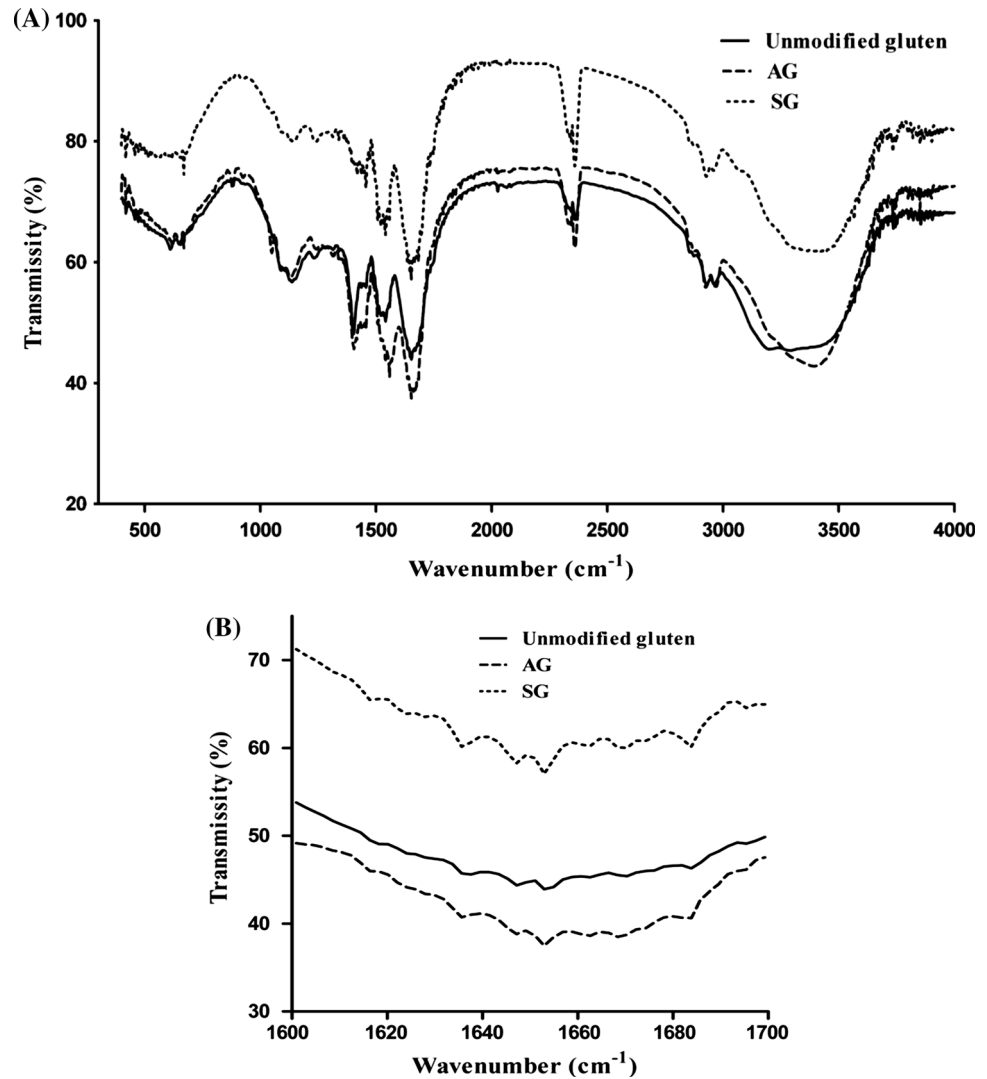 (A)
100
80
60
40
20
Transmissity (%)
Unmodified gluten
AG
SG
500 1000 1500 2000 2500 3000 3500 4000
Wavenumber (cm-1)
(B)
70
60
50
40
30
Transmissity (%)
Unmodified gluten
AG
SG
1600 1620 1640 1660 1680 1700
Wavenumber (cm-1)